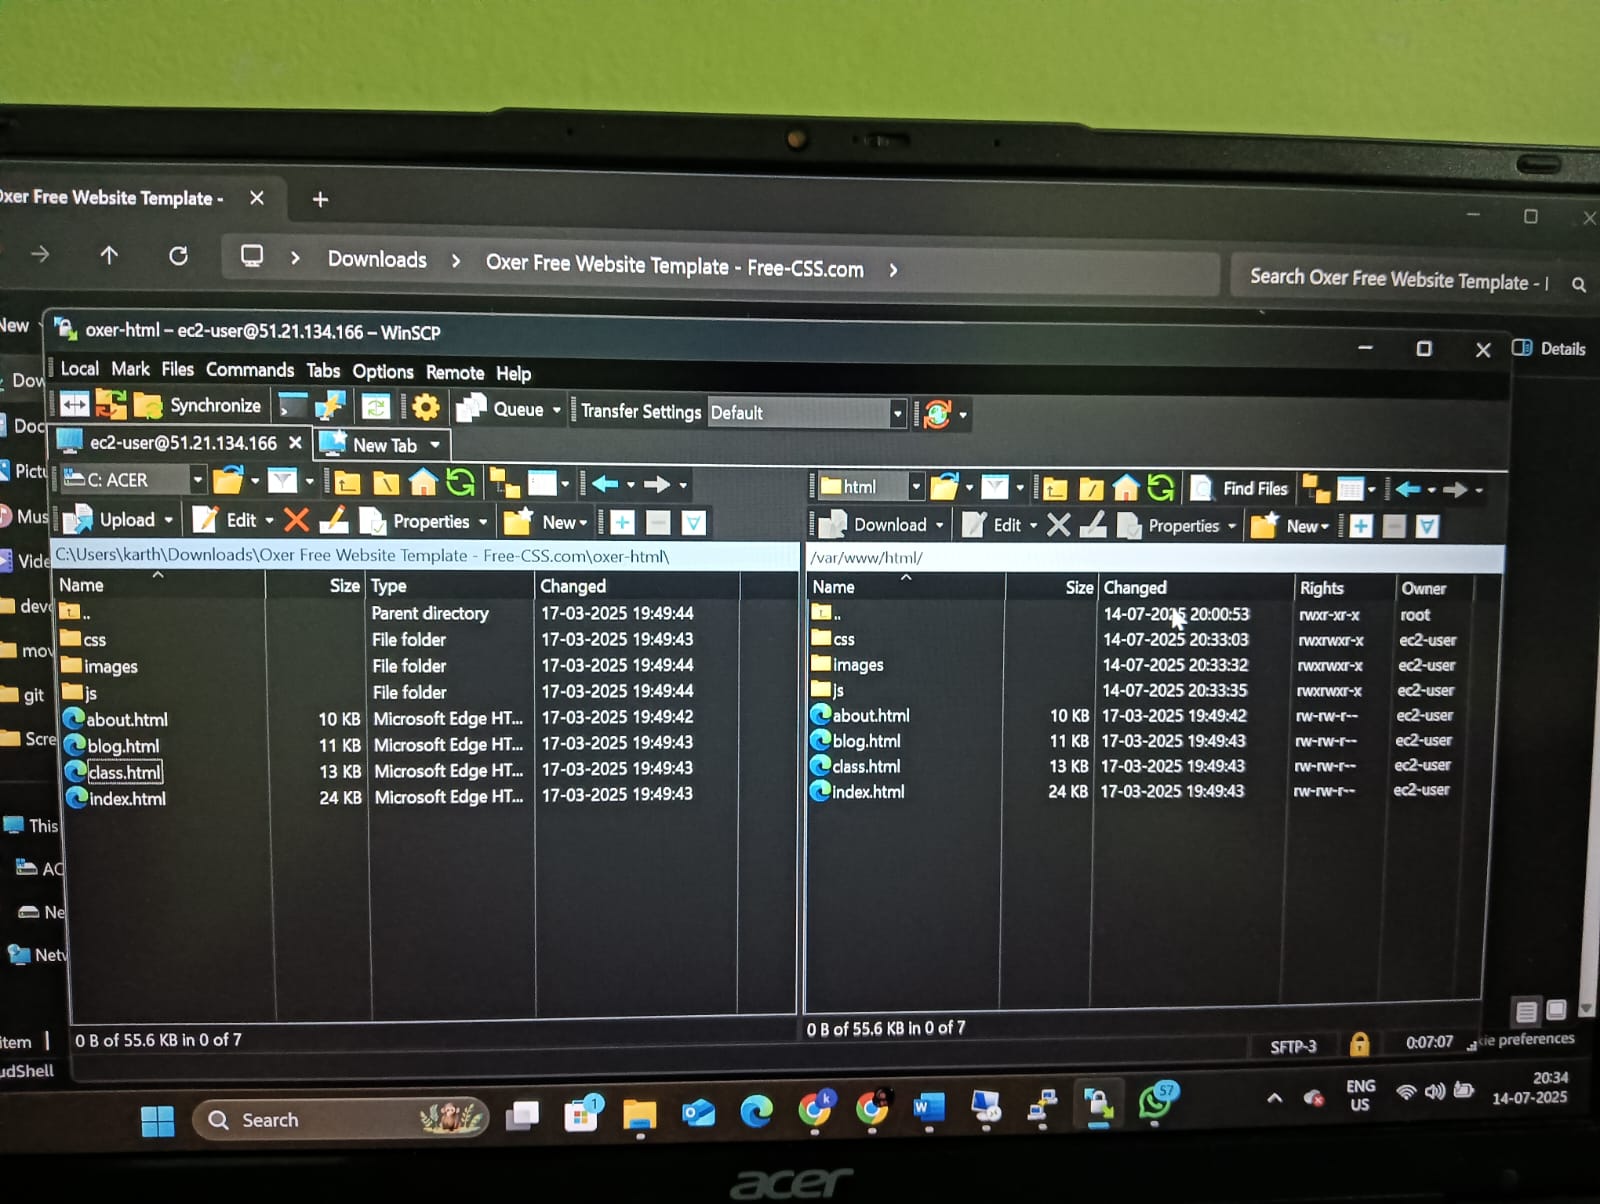 Oxer Free Website Template -
Downloads > Oxer Free Website Template - Free-CSS.com >
Search Oxer Free Website Template -
New
Details
oxer-html – ec2-user@51.21.134.166 – WinSCP
Local Mark Files Commands Tabs Options Remote Help
Synchronize Queue Transfer Settings Default
ec2-user@51.21.134.166 New Tab
C: ACER
html Find Files
Upload Edit Properties New
Download Edit Properties New
C:\Users\karth\Downloads\Oxer Free Website Template - Free-CSS.com\oxer-html\
Name Size Type Changed
.. Parent directory 17-03-2025 19:49:44
css File folder 17-03-2025 19:49:43
images File folder 17-03-2025 19:49:44
js File folder 17-03-2025 19:49:44
about.html 10 KB Microsoft Edge HT... 17-03-2025 19:49:42
blog.html 11 KB Microsoft Edge HT... 17-03-2025 19:49:43
class.html 13 KB Microsoft Edge HT... 17-03-2025 19:49:43
index.html 24 KB Microsoft Edge HT... 17-03-2025 19:49:43
0 B of 55.6 KB in 0 of 7
/var/www/html/
Name Size Changed Rights Owner
.. 14-07-2025 20:00:53 rwxr-xr-x root
css 14-07-2025 20:33:03 rwxrwxr-x ec2-user
images 14-07-2025 20:33:32 rwxrwxr-x ec2-user
js 14-07-2025 20:33:35 rwxrwxr-x ec2-user
about.html 10 KB 17-03-2025 19:49:42 rw-rw-r-- ec2-user
blog.html 11 KB 17-03-2025 19:49:43 rw-rw-r-- ec2-user
class.html 13 KB 17-03-2025 19:49:43 rw-rw-r-- ec2-user
index.html 24 KB 17-03-2025 19:49:43 rw-rw-r-- ec2-user
0 B of 55.6 KB in 0 of 7
SFTP-3 0:07:07
Dow
Doc
Pictu
Mus
Vide
dev
mov
git
Scre
This
AC
Ne
Netw
item
udShell
kie preferences
Search
1
k
57
ENG
US
20:34
14-07-2025
acer